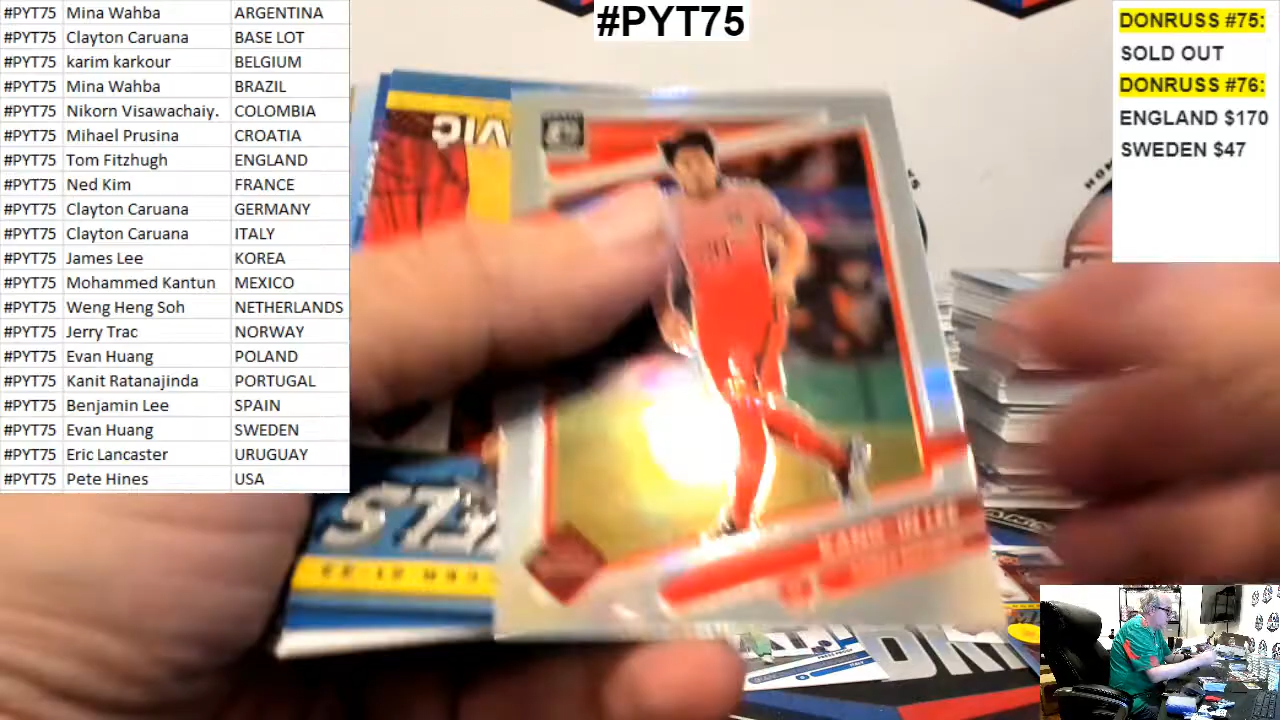 #PYT75 Mina Wahba ARGENTINA
#PYT75 Clayton Caruana BASE LOT
#PYT75 karim karkour BELGIUM
#PYT75 Mina Wahba BRAZIL
#PYT75 Nikorn Visawachaiy. COLOMBIA
#PYT75 Mihael Prusina CROATIA
#PYT75 Tom Fitzhugh ENGLAND
#PYT75 Ned Kim FRANCE
#PYT75 Clayton Caruana GERMANY
#PYT75 Clayton Caruana ITALY
#PYT75 James Lee KOREA
#PYT75 Mohammed Kantun MEXICO
#PYT75 Weng Heng Soh NETHERLANDS
#PYT75 Jerry Trac NORWAY
#PYT75 Evan Huang POLAND
#PYT75 Kanit Ratanajinda PORTUGAL
#PYT75 Benjamin Lee SPAIN
#PYT75 Evan Huang SWEDEN
#PYT75 Eric Lancaster URUGUAY
#PYT75 Pete Hines USA
#PYT75
DONRUSS #75:
SOLD OUT
DONRUSS #76:
ENGLAND $170
SWEDEN $47
VIĆ
KANG IN LEE